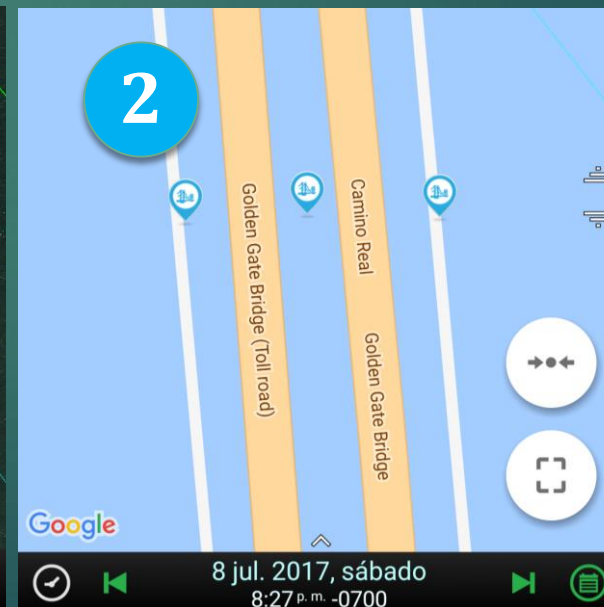 2
Golden Gate Bridge (Toll road)
Camino Real
Golden Gate Bridge
Google
8 jul. 2017, sábado
8:27 p. m. -0700